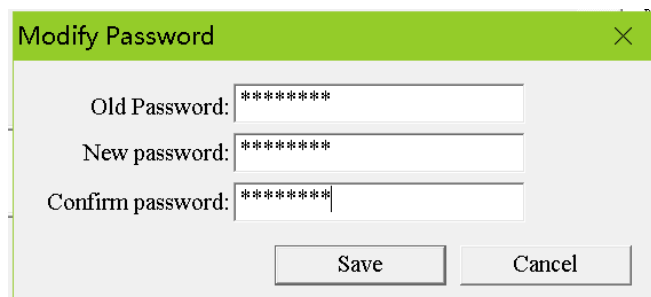 Modify Password
Old Password: ********
New password: ********
Confirm password: ********
Save Cancel